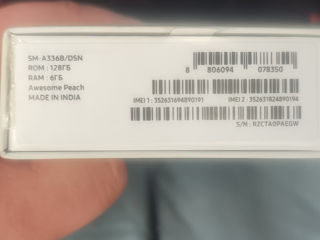 SM-A336B/DSN
ROM : 128ГБ
RAM : 6ГБ
Awesome Peach
MADE IN INDIA
8 806094 078350
IMEI 1 : 352631694890191
IMEI 2 : 352631824890194
S/N : RZCTA0PAEGW